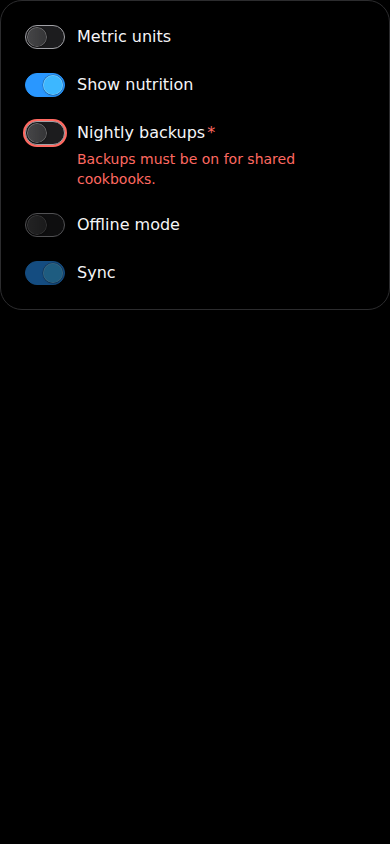 Metric units
Show nutrition
Nightly backups*
Backups must be on for shared
cookbooks.
Offline mode
Sync